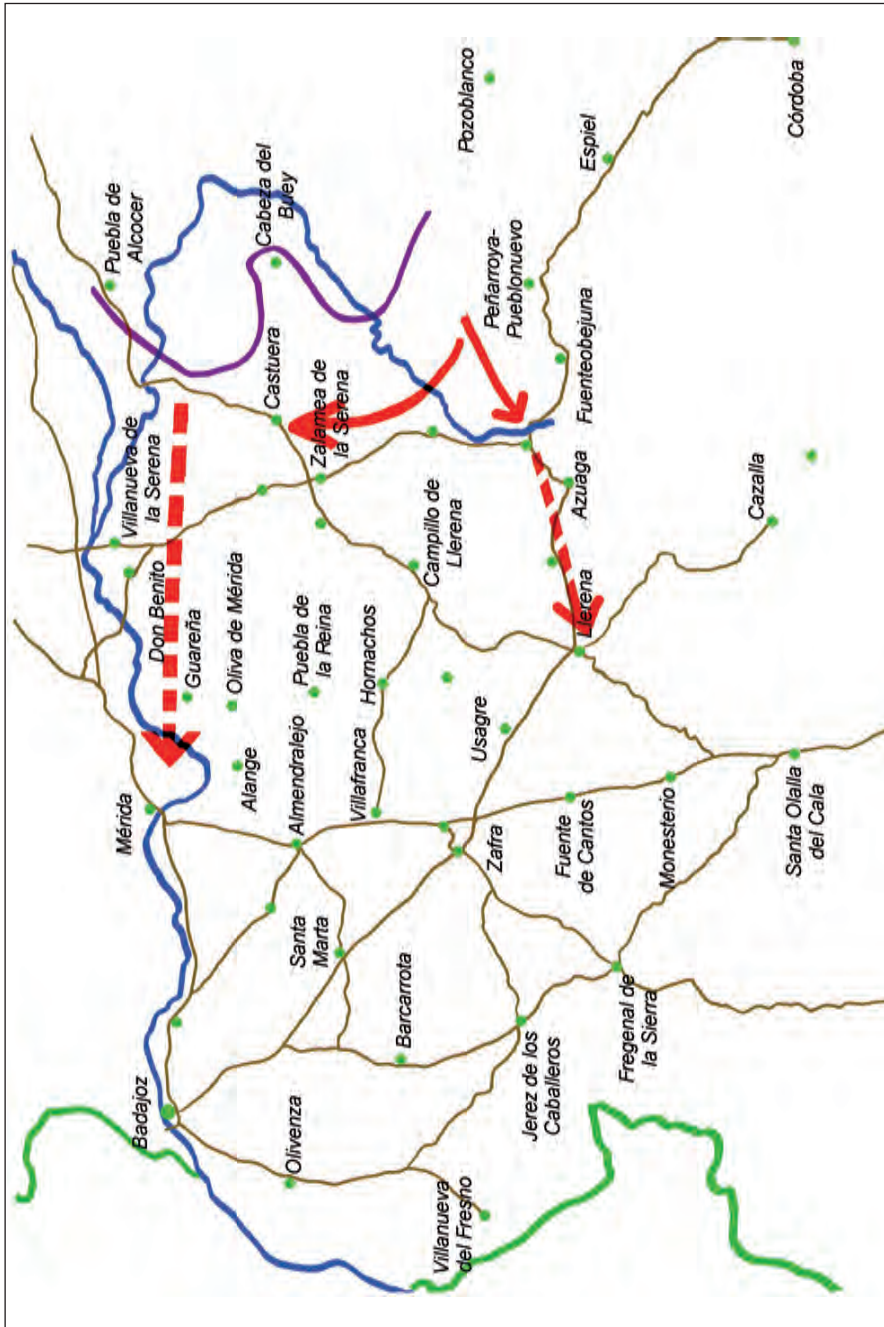 Puebla de
Alcocer
Cabeza del
Buey
Pozoblanco
Córdoba
Espiel
Peñarroya-
Pueblonuevo
Fuenteobejuna
Castuera
Villanueva de
la Serena
Zalamea de
la Serena
Don Benito
Guareña
Oliva de Mérida
Puebla de
la Reina
Campillo de
Llerena
Azuaga
Cazalla
Llerena
Hornachos
Usagre
Alange
Mérida
Almendralejo
Villafranca
Zafra
Fuente
de Cantos
Monesterio
Santa Olalla
del Cala
Santa
Marta
Barcarrota
Fregenal de
la Sierra
Jerez de los
Caballeros
Badajoz
Olivenza
Villanueva
del Fresno